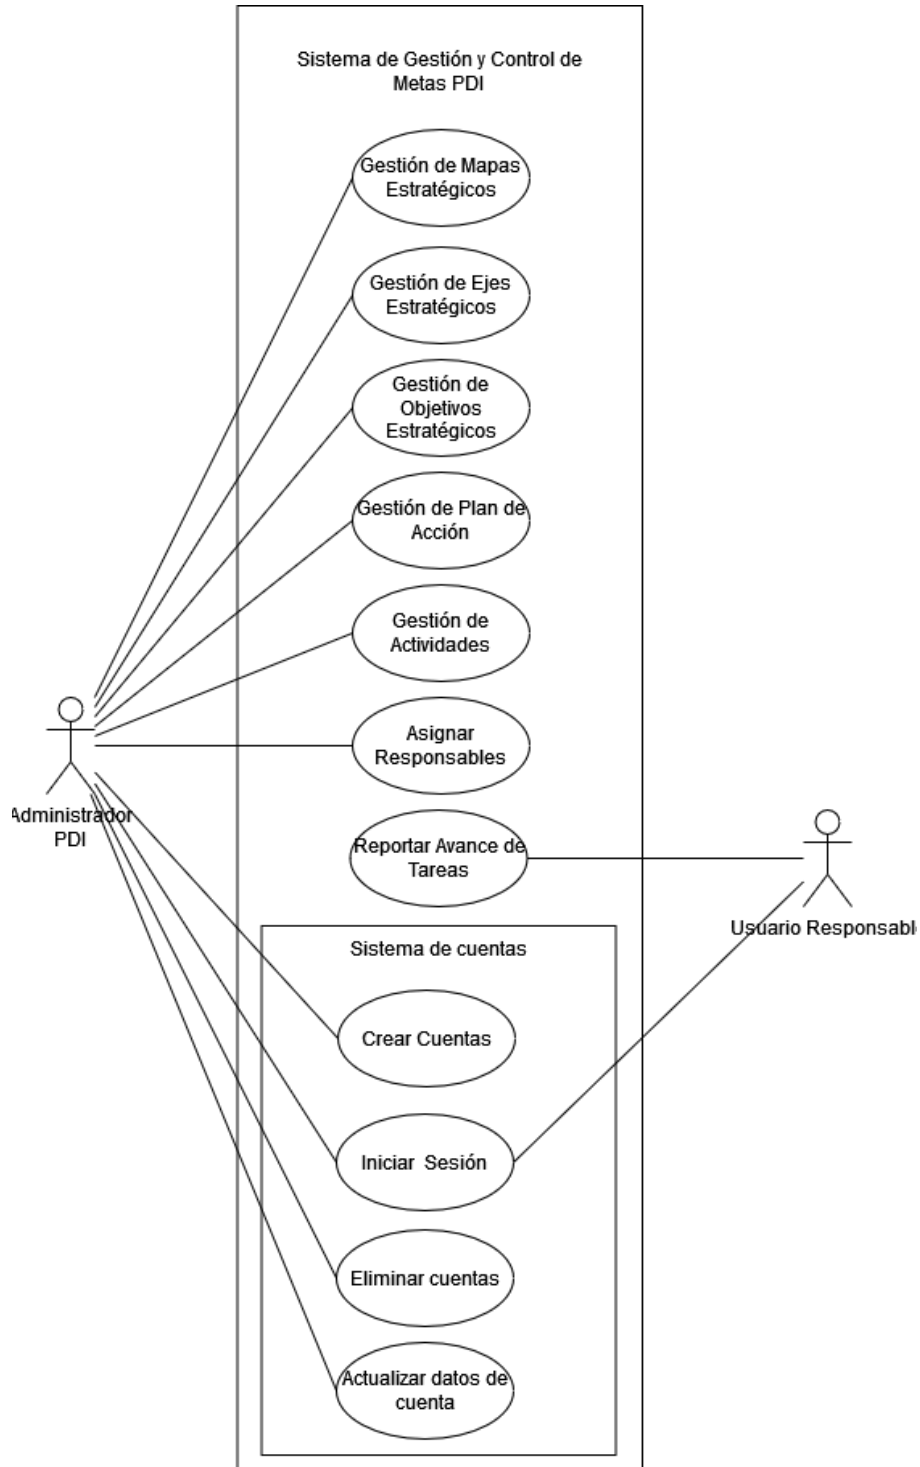 Sistema de Gestión y Control de
Metas PDI
Gestión de Mapas
Estratégicos
Gestión de Ejes
Estratégicos
Gestión de
Objetivos
Estratégicos
Gestión de Plan de
Acción
Gestión de
Actividades
Asignar
Responsables
Administrador
PDI
Reportar Avance de
Tareas
Usuario Responsabl
Sistema de cuentas
Crear Cuentas
Iniciar Sesión
Eliminar cuentas
Actualizar datos de
cuenta